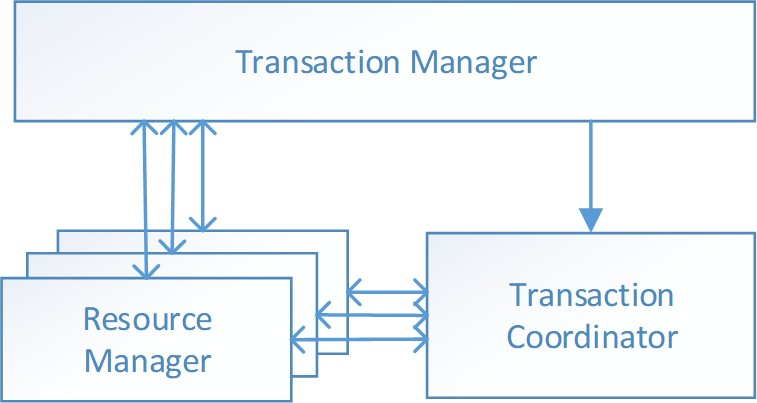 Transaction Manager
Resource
Manager
Transaction
Coordinator